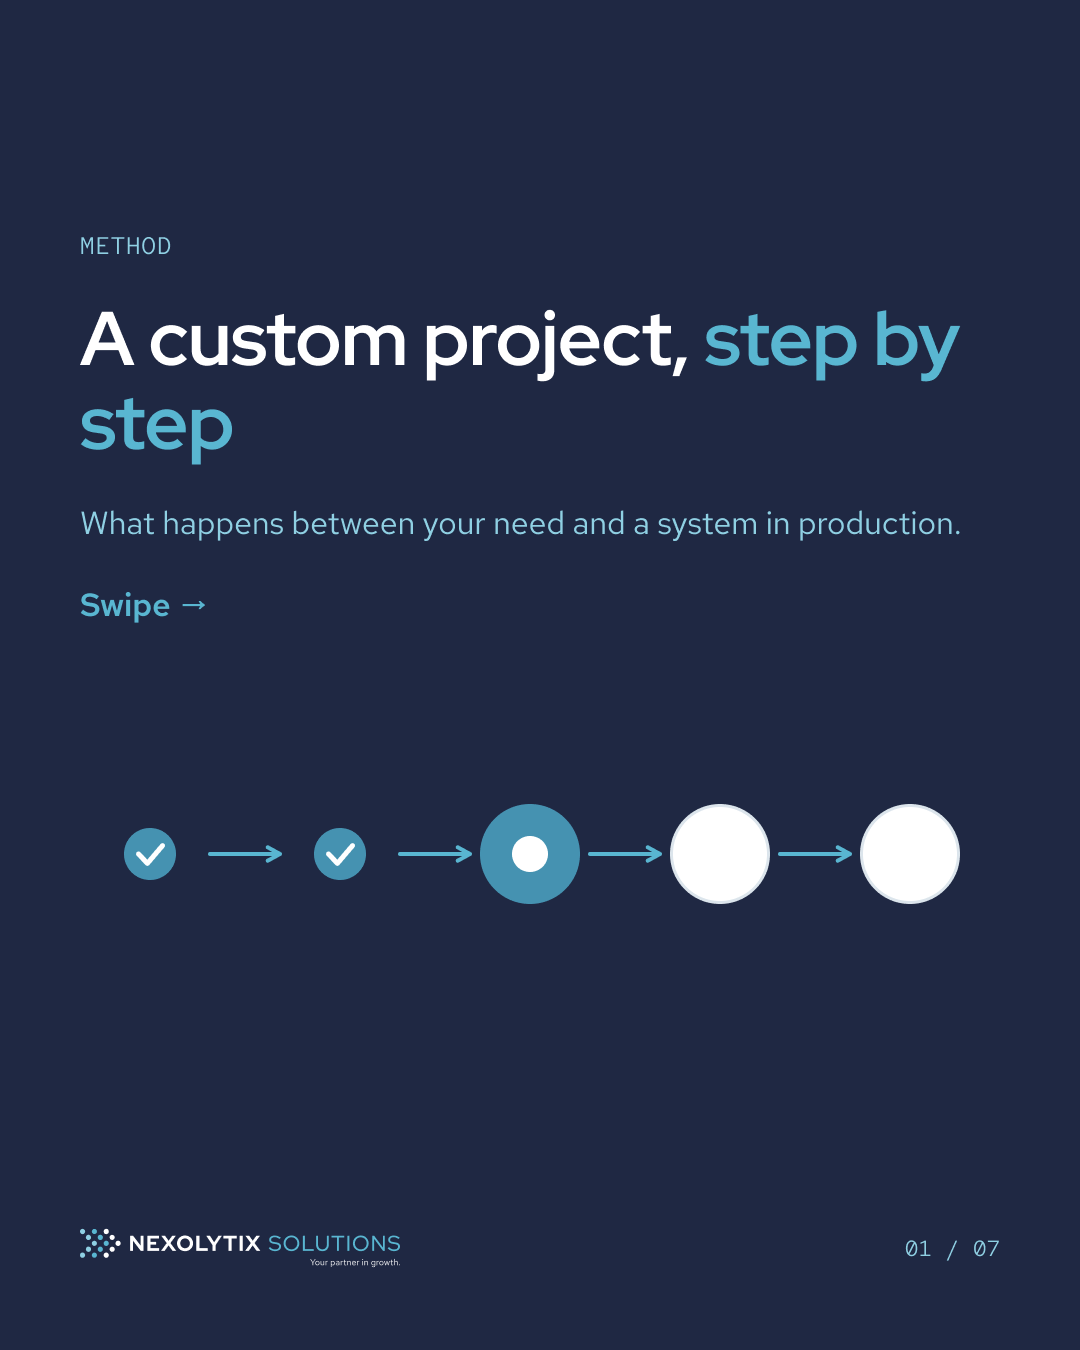 METHOD
A custom project, step by
step
What happens between your need and a system in production.
Swipe →
NEXOLYTIX SOLUTIONS
Your partner in growth.
01 / 07